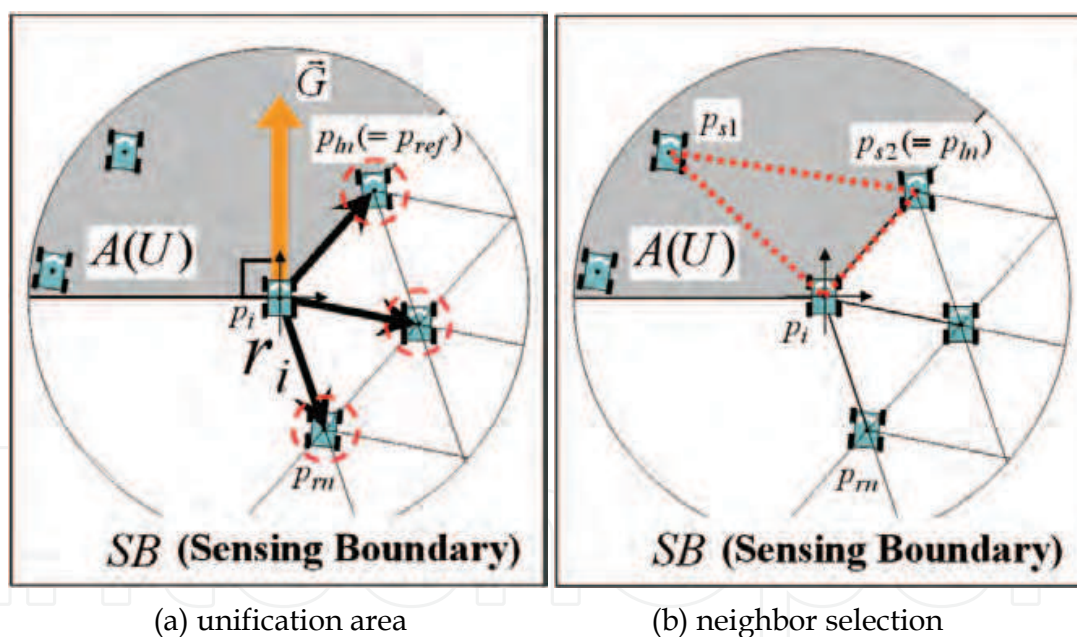 G⃗
p_ln(= p_ref)
A(U)
p_i
r_i
p_rn
SB (Sensing Boundary)
(a) unification area
p_s1
p_s2(= p_ln)
A(U)
p_i
p_rn
SB (Sensing Boundary)
(b) neighbor selection